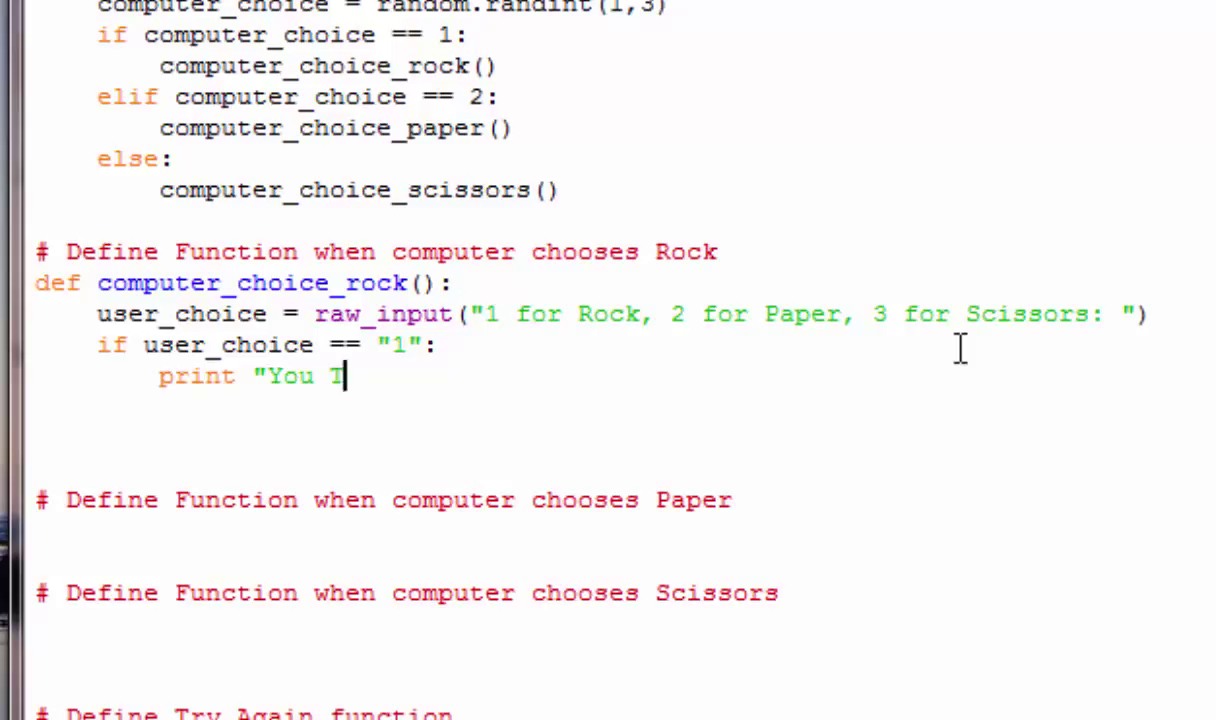 computer_choice = random.randint(1,3)
if computer_choice == 1:
computer_choice_rock()
elif computer_choice == 2:
computer_choice_paper()
else:
computer_choice_scissors()
# Define Function when computer chooses Rock
def computer_choice_rock():
user_choice = raw_input("1 for Rock, 2 for Paper, 3 for Scissors: ")
if user_choice == "1":
print "You T
# Define Function when computer chooses Paper
# Define Function when computer chooses Scissors
# Define Try Again function